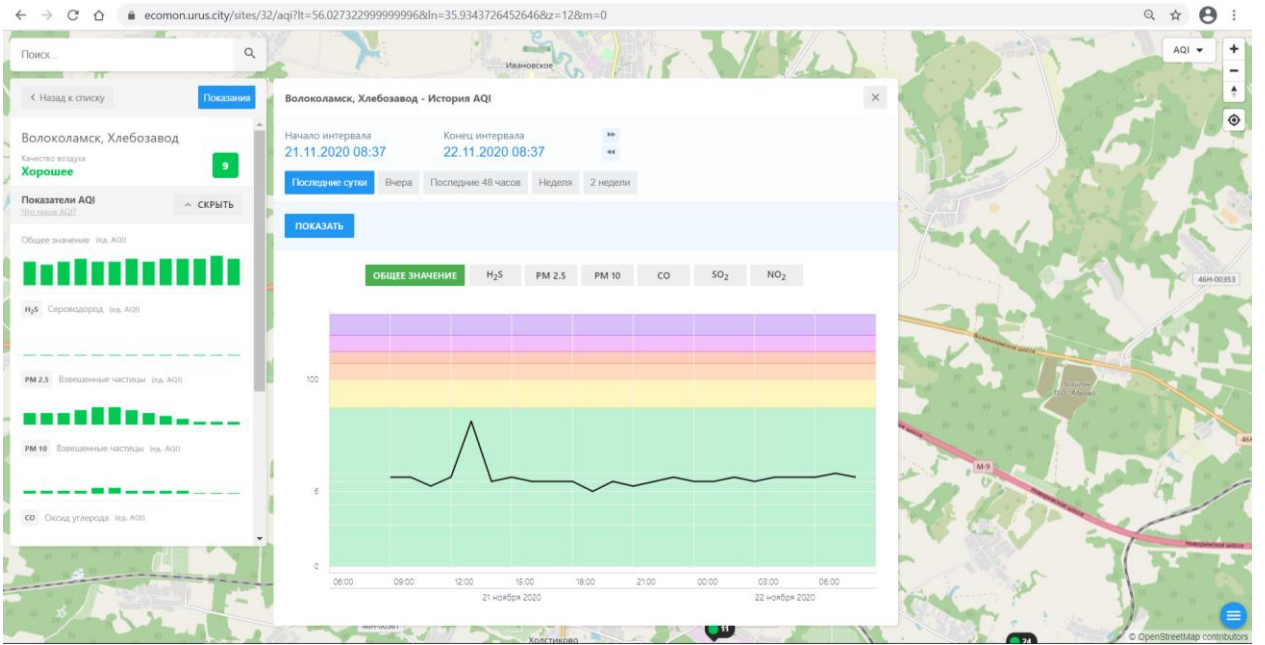 ecomon.urus.city/sites/32/aqi?lt=56.027322999999996&ln=35.9343726452646&z=12&m=0
Поиск...
Ивановское
AQI
Назад к списку
Показания
Волоколамск, Хлебозавод
Качество воздуха
Хорошее
9
Показатели AQI
Что такое AQI?
СКРЫТЬ
Общее значение (ед. AQI)
H₂S Сероводород (ед. AQI)
PM 2.5 Взвешенные частицы (ед. AQI)
PM 10 Взвешенные частицы (ед. AQI)
CO Оксид углерода (ед. AQI)
Волоколамск, Хлебозавод - История AQI
Начало интервала
21.11.2020 08:37
Конец интервала
22.11.2020 08:37
Последние сутки Вчера Последние 48 часов Неделя 2 недели
ПОКАЗАТЬ
ОБЩЕЕ ЗНАЧЕНИЕ H₂S PM 2.5 PM 10 CO SO₂ NO₂
100
6
0
06:00 09:00 12:00 15:00 18:00 21:00 00:00 03:00 06:00
21 ноября 2020 22 ноября 2020
46Н-00353
Волоколамское шоссе
М-9
Новорижское шоссе
Новорижское шоссе
Холстиково
11
24
© OpenStreetMap contributors